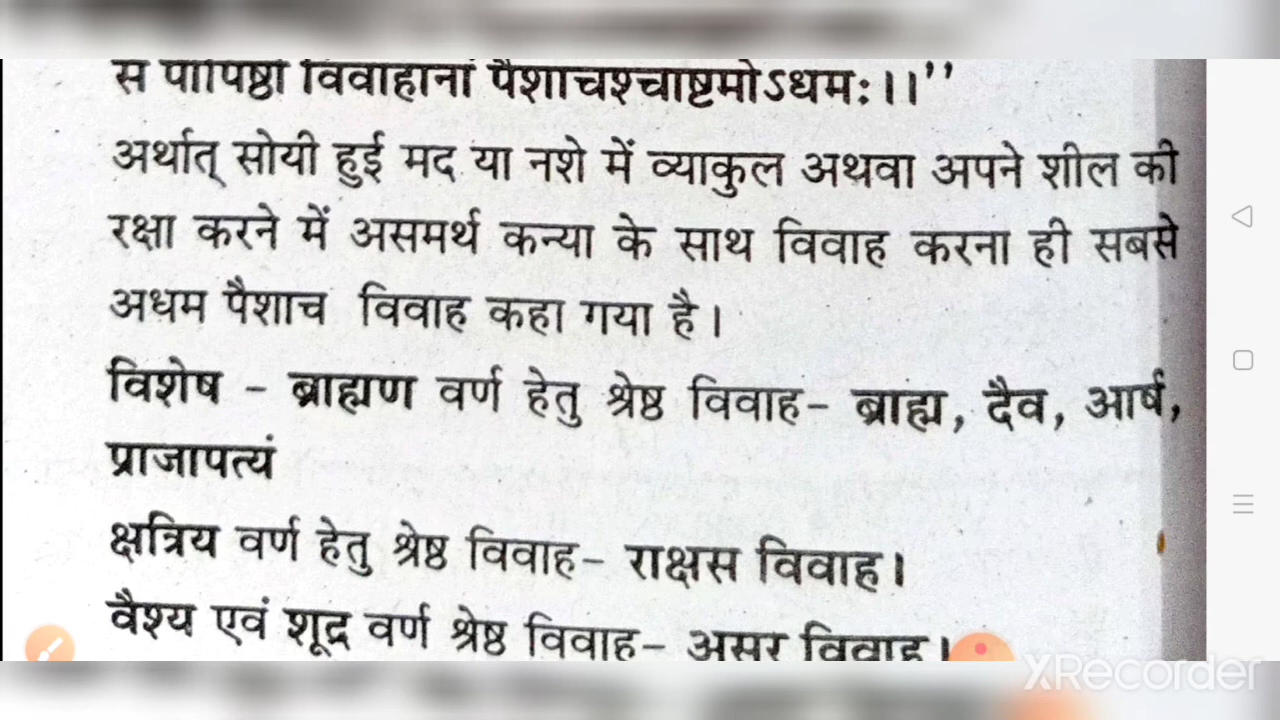 स पापिष्ठो विवाहानां पैशाचश्चाष्टमोऽधमः।।”
अर्थात् सोयी हुई मद या नशे में व्याकुल अथवा अपने शील की
रक्षा करने में असमर्थ कन्या के साथ विवाह करना ही सबसे
अधम पैशाच विवाह कहा गया है।
विशेष - ब्राह्मण वर्ण हेतु श्रेष्ठ विवाह- ब्राह्म, दैव, आर्ष,
प्राजापत्यं
क्षत्रिय वर्ण हेतु श्रेष्ठ विवाह- राक्षस विवाह।
वैश्य एवं शूद्र वर्ण श्रेष्ठ विवाह- असुर विवाह।
XRecorder